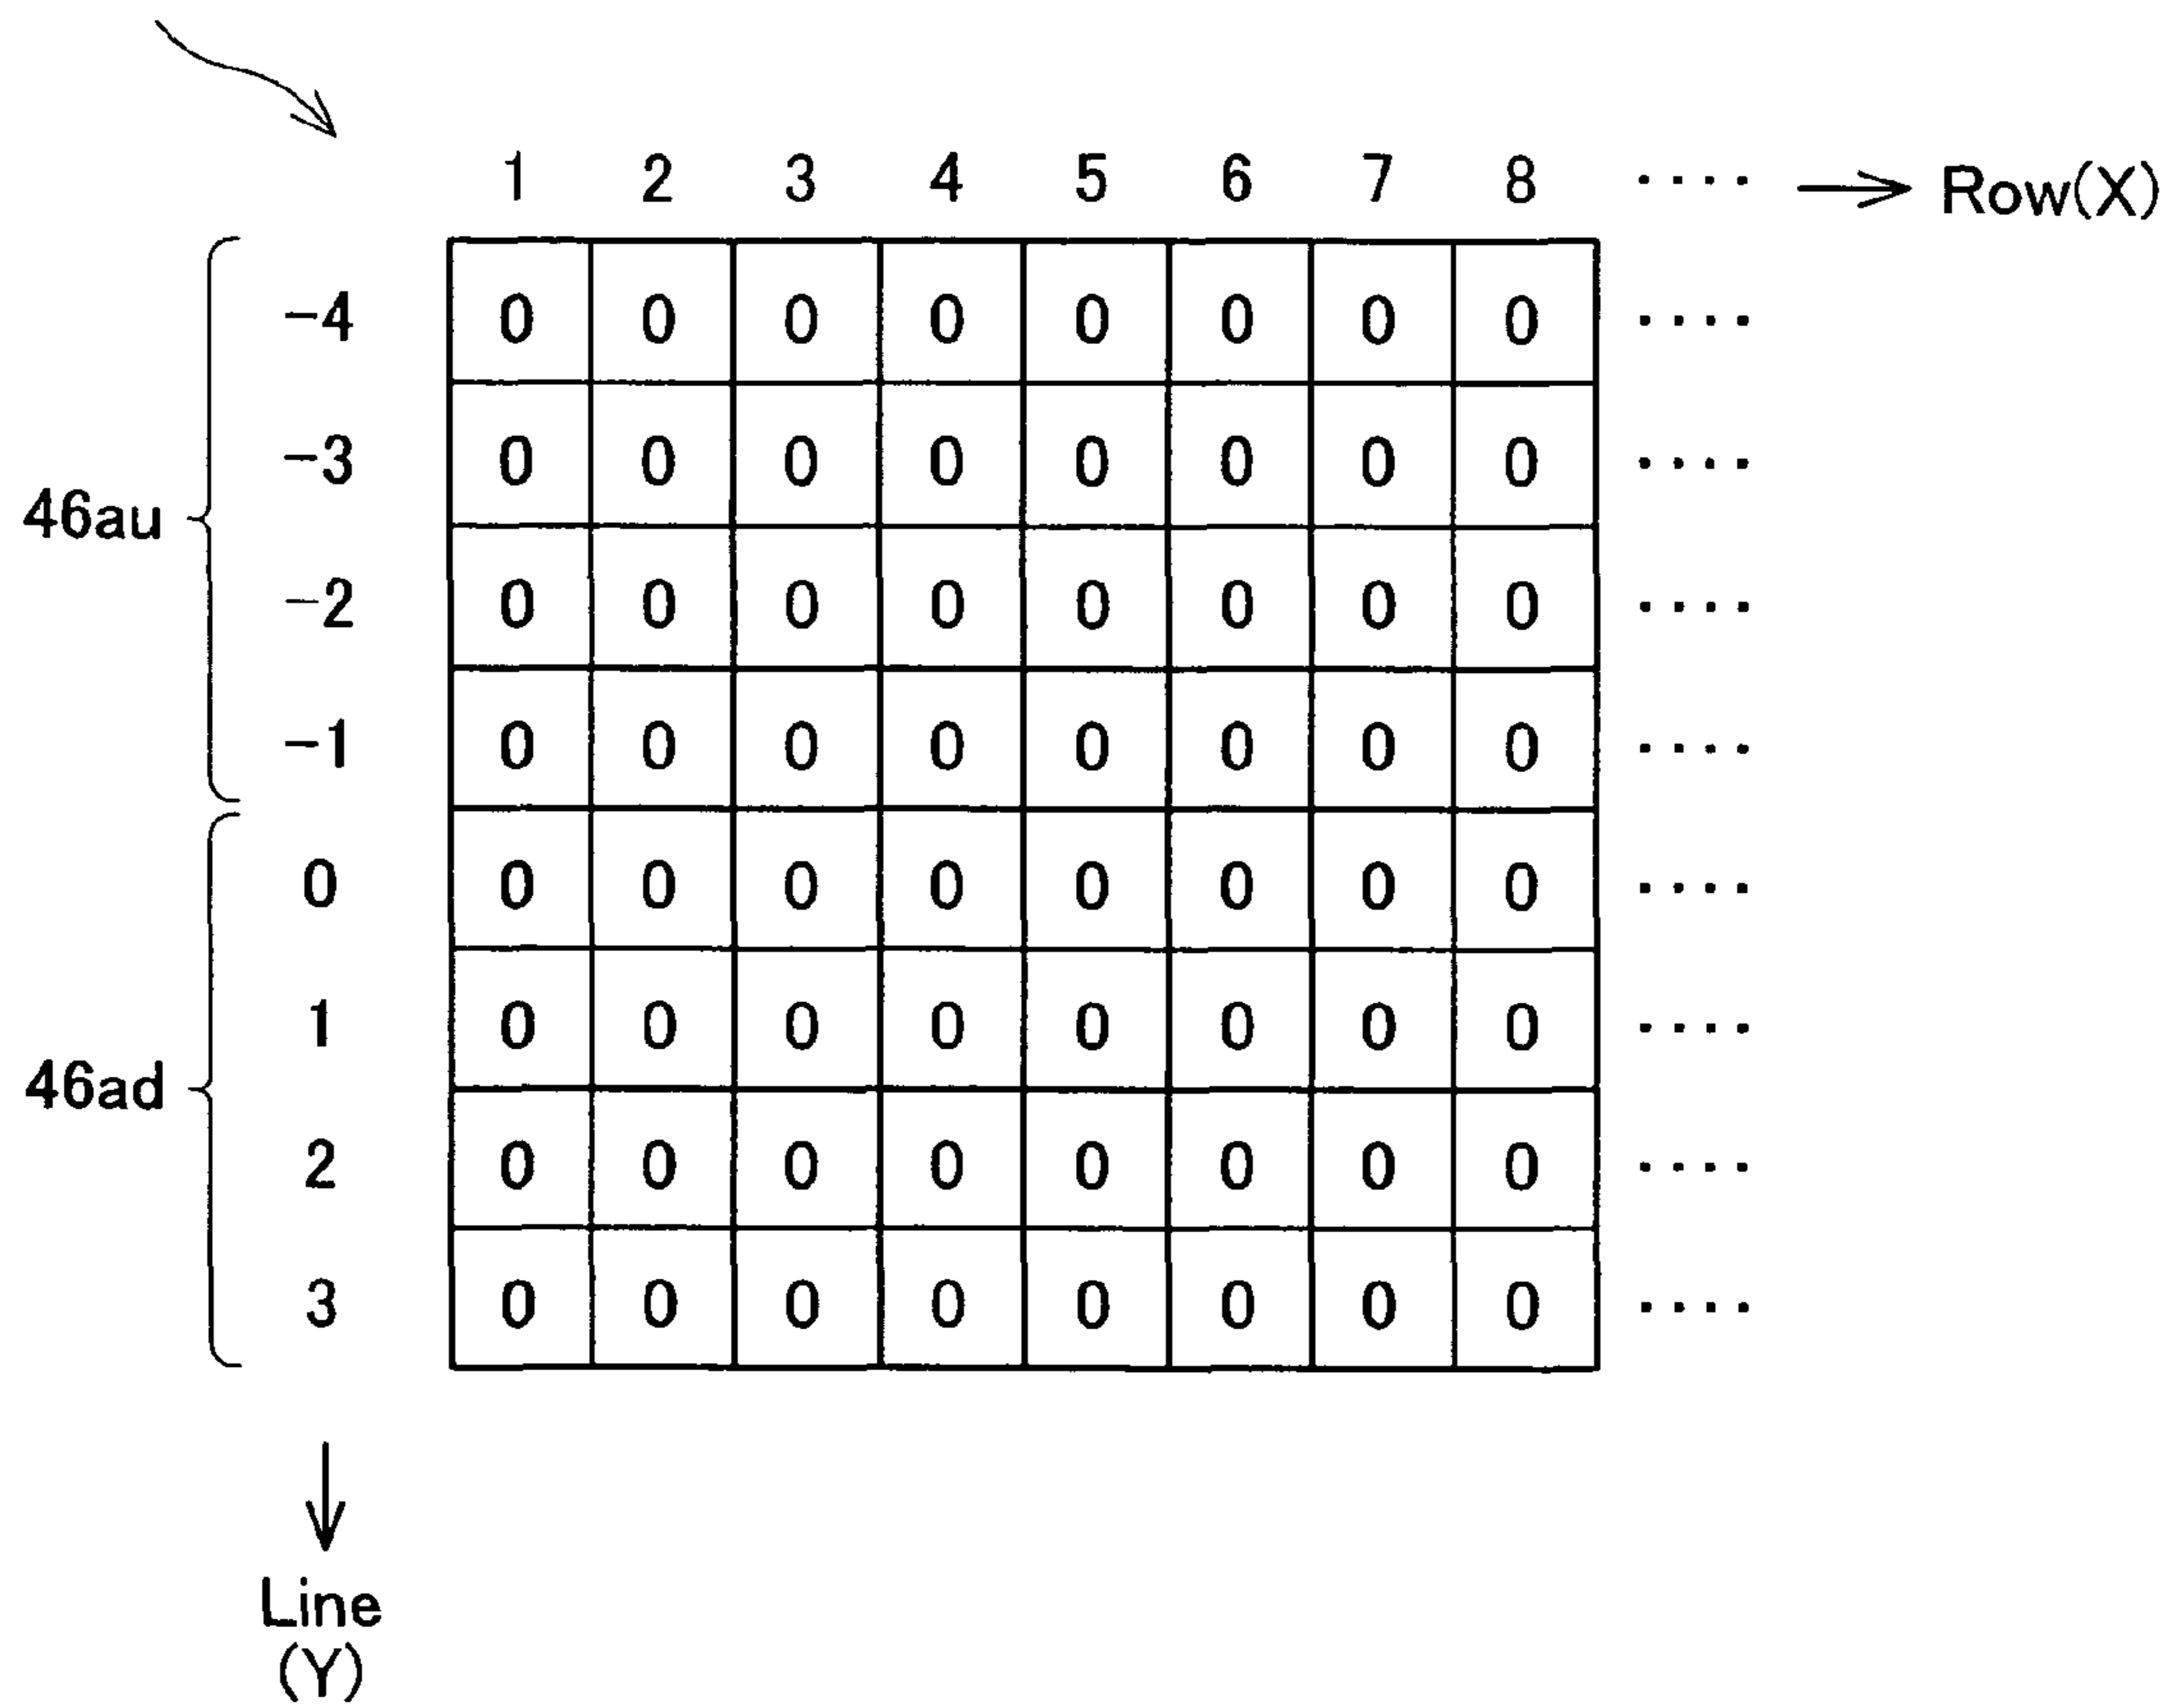 1 2 3 4 5 6 7 8 ···· Row(X)
-4 0 0 0 0 0 0 0 0 ····
-3 0 0 0 0 0 0 0 0 ····
46au
-2 0 0 0 0 0 0 0 0 ····
-1 0 0 0 0 0 0 0 0 ····
0 0 0 0 0 0 0 0 0 ····
1 0 0 0 0 0 0 0 0 ····
46ad
2 0 0 0 0 0 0 0 0 ····
3 0 0 0 0 0 0 0 0 ····
Line
(Y)